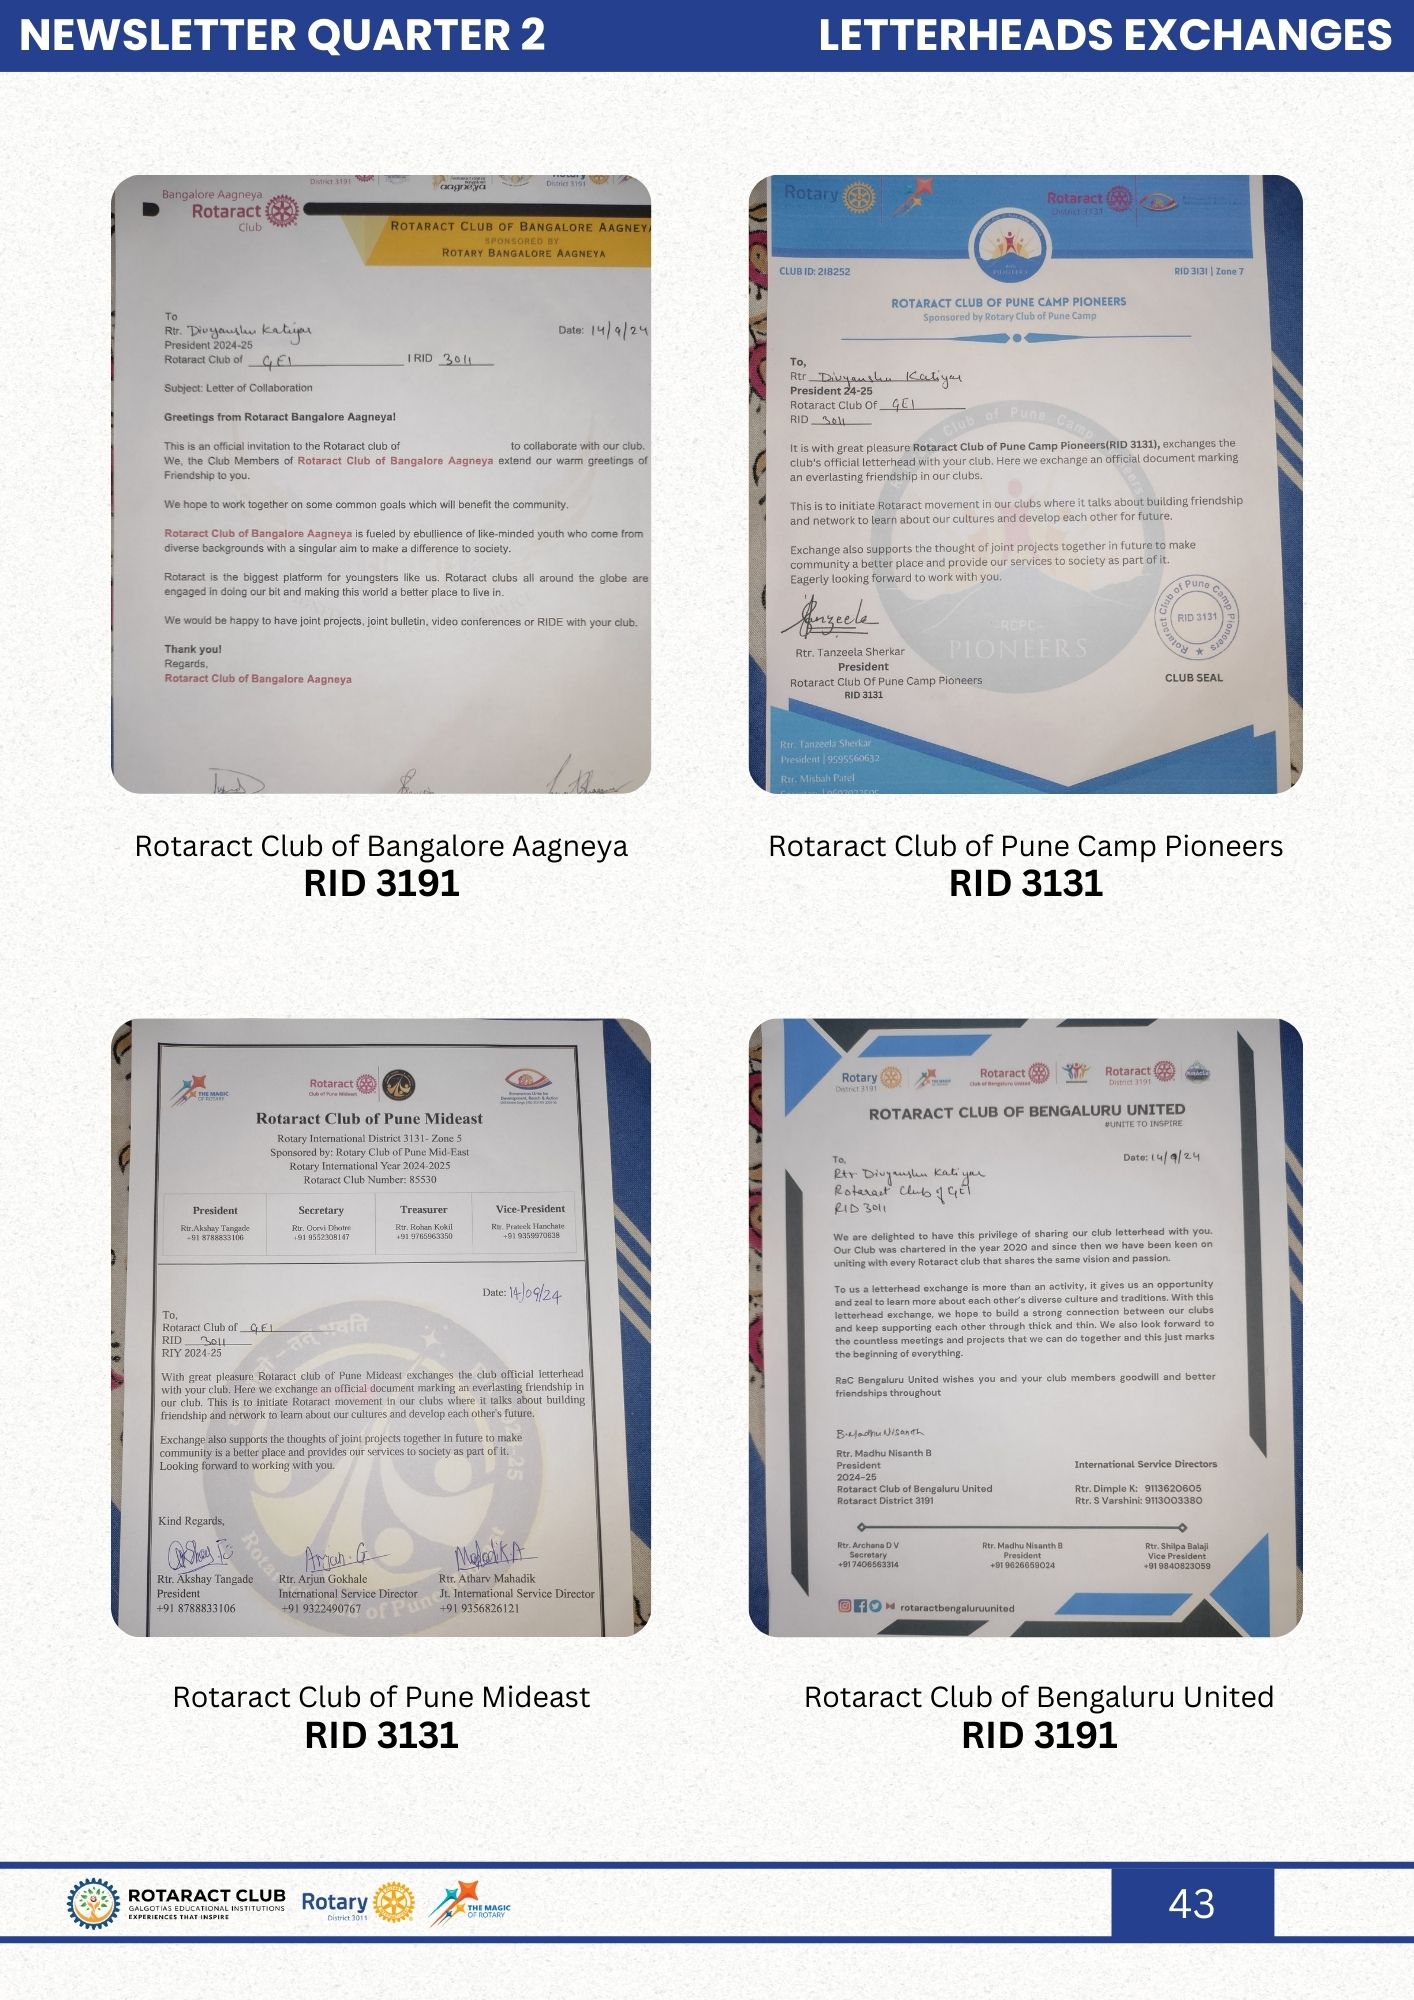 NEWSLETTER QUARTER 2
LETTERHEADS EXCHANGES
District 3191
aagneya
District 3191
Bangalore Aagneya
Rotaract
Club
ROTARACT CLUB OF BANGALORE AAGNEYA
SPONSORED BY
ROTARY BANGALORE AAGNEYA
To
Rtr. Divyanshu Katiyar
Date: 14/9/24
President 2024-25
Rotaract Club of GEI I RID 3011
Subject: Letter of Collaboration
Greetings from Rotaract Bangalore Aagneya!
This is an official invitation to the Rotaract club of to collaborate with our club.
We, the Club Members of Rotaract Club of Bangalore Aagneya extend our warm greetings of
Friendship to you.
We hope to work together on some common goals which will benefit the community.
Rotaract Club of Bangalore Aagneya is fueled by ebullience of like-minded youth who come from
diverse backgrounds with a singular aim to make a difference to society.
Rotaract is the biggest platform for youngsters like us. Rotaract clubs all around the globe are
engaged in doing our bit and making this world a better place to live in.
We would be happy to have joint projects, joint bulletin, video conferences or RIDE with your club.
Thank you!
Regards,
Rotaract Club of Bangalore Aagneya
Rotaract Club of Bangalore Aagneya
RID 3191
Rotary
Rotaract
District 3131
CLUB ID: 218252
RID 3131 | Zone 7
PIONEERS
ROTARACT CLUB OF PUNE CAMP PIONEERS
Sponsored by Rotary Club of Pune Camp
To,
Rtr Divyanshu Katiyar
President 24-25
Rotaract Club Of GEI
RID 3011
It is with great pleasure Rotaract Club of Pune Camp Pioneers(RID 3131), exchanges the
club's official letterhead with your club. Here we exchange an official document marking
an everlasting friendship in our clubs.
This is to initiate Rotaract movement in our clubs where it talks about building friendship
and network to learn about our cultures and develop each other for future.
Exchange also supports the thought of joint projects together in future to make
community a better place and provide our services to society as part of it.
Eagerly looking forward to work with you.
Rtr. Tanzeela Sherkar
President
Rotaract Club Of Pune Camp Pioneers
RID 3131
-RCPC-
PIONEERS
Rotaract Club of Pune Camp Pioneers
RID 3131
CLUB SEAL
Rtr. Tanzeela Sherkar
President | 9595560632
Rtr. Misbah Patel
Rotaract Club of Pune Camp Pioneers
RID 3131
THE MAGIC
OF ROTARY
Rotaract
Club of Pune Mideast
Rotaract Club of Pune Mideast
Rotary International District 3131- Zone 5
Sponsored by: Rotary Club of Pune Mid-East
Rotary International Year 2024-2025
Rotaract Club Number: 85530
President Secretary Treasurer Vice-President
Rtr.Akshay Tangade Rtr. Oorvi Dhotre Rtr. Rohan Kokil Rtr. Prateek Hanchate
+91 8788833106 +91 9552308147 +91 9765963350 +91 9359970638
Date: 14/09/24
To,
Rotaract Club of GEI
RID 3011
RIY 2024-25
With great pleasure Rotaract club of Pune Mideast exchanges the club official letterhead
with your club. Here we exchange an official document marking an everlasting friendship in
our club. This is to initiate Rotaract movement in our clubs where it talks about building
friendship and network to learn about our cultures and develop each other's future.
Exchange also supports the thoughts of joint projects together in future to make
community is a better place and provides our services to society as part of it.
Looking forward to working with you.
Kind Regards,
Arjun.G
Rtr. Akshay Tangade Rtr. Arjun Gokhale Rtr. Atharv Mahadik
President International Service Director Jt. International Service Director
+91 8788833106 +91 9322490767 +91 9356826121
Rotaract Club of Pune Mideast
RID 3131
Rotary
District 3191
Rotaract
Club of Bengaluru United
Rotaract
District 3191
ROTARACT CLUB OF BENGALURU UNITED
#UNITE TO INSPIRE
To,
Date: 14/9/24
Rtr Divyanshu Katiyar
Rotaract Club of GEI
RID 3011
We are delighted to have this privilege of sharing our club letterhead with you.
Our Club was chartered in the year 2020 and since then we have been keen on
uniting with every Rotaract club that shares the same vision and passion.
To us a letterhead exchange is more than an activity, it gives us an opportunity
and zeal to learn more about each other's diverse culture and traditions. With this
letterhead exchange, we hope to build a strong connection between our clubs
and keep supporting each other through thick and thin. We also look forward to
the countless meetings and projects that we can do together and this just marks
the beginning of everything.
RaC Bengaluru United wishes you and your club members goodwill and better
friendships throughout
B. Madhu Nisanth
Rtr. Madhu Nisanth B
President
2024-25
Rotaract Club of Bengaluru United
Rotaract District 3191
International Service Directors
Rtr. Dimple K: 9113620605
Rtr. S Varshini: 9113003380
Rtr. Archana D V Rtr. Madhu Nisanth B Rtr. Shilpa Balaji
Secretary President Vice President
+91 7406563314 +91 9626659024 +91 9840823059
rotaractbengaluruunited
Rotaract Club of Bengaluru United
RID 3191
ROTARACT CLUB
GALGOTIAS EDUCATIONAL INSTITUTIONS
EXPERIENCES THAT INSPIRE
Rotary
District 3011
THE MAGIC
OF ROTARY
43